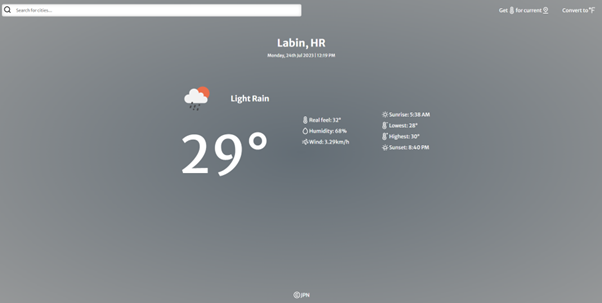 Search for cities...
Get for current
Convert to °F
Labin, HR
Monday, 24th Jul 2023 | 12:19 PM
Light Rain
29°
Real feel: 32°
Humidity: 68%
Wind: 3.29km/h
Sunrise: 5:38 AM
Lowest: 28°
Highest: 30°
Sunset: 8:40 PM
© JPN